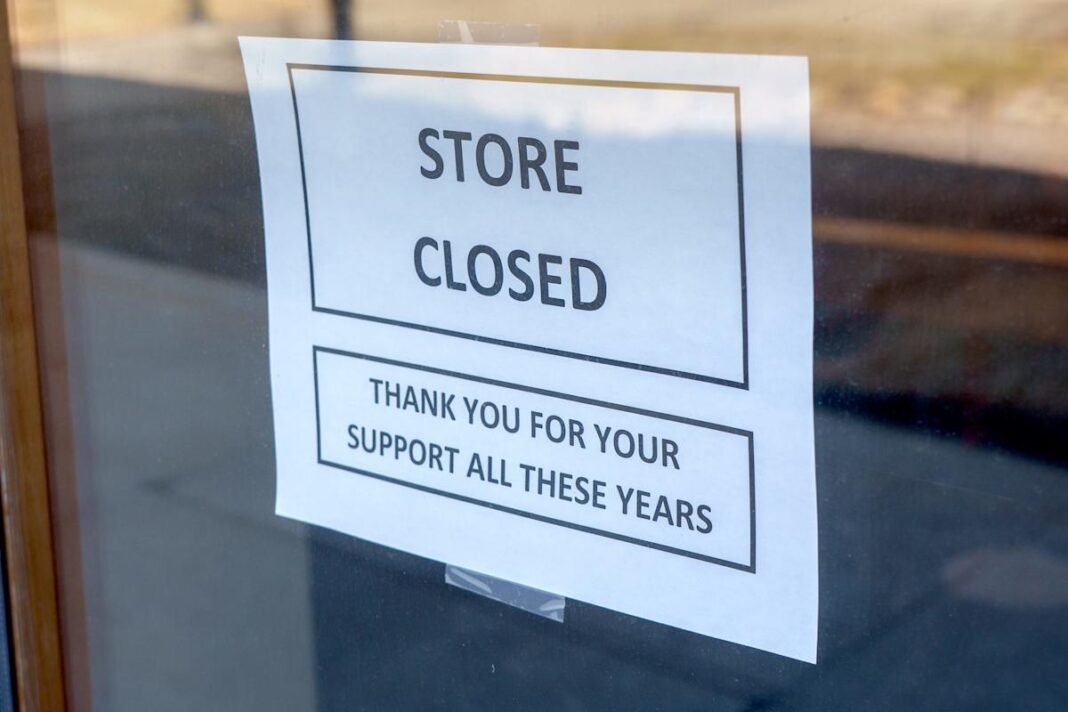 STORE
CLOSED
THANK YOU FOR YOUR
SUPPORT ALL THESE YEARS